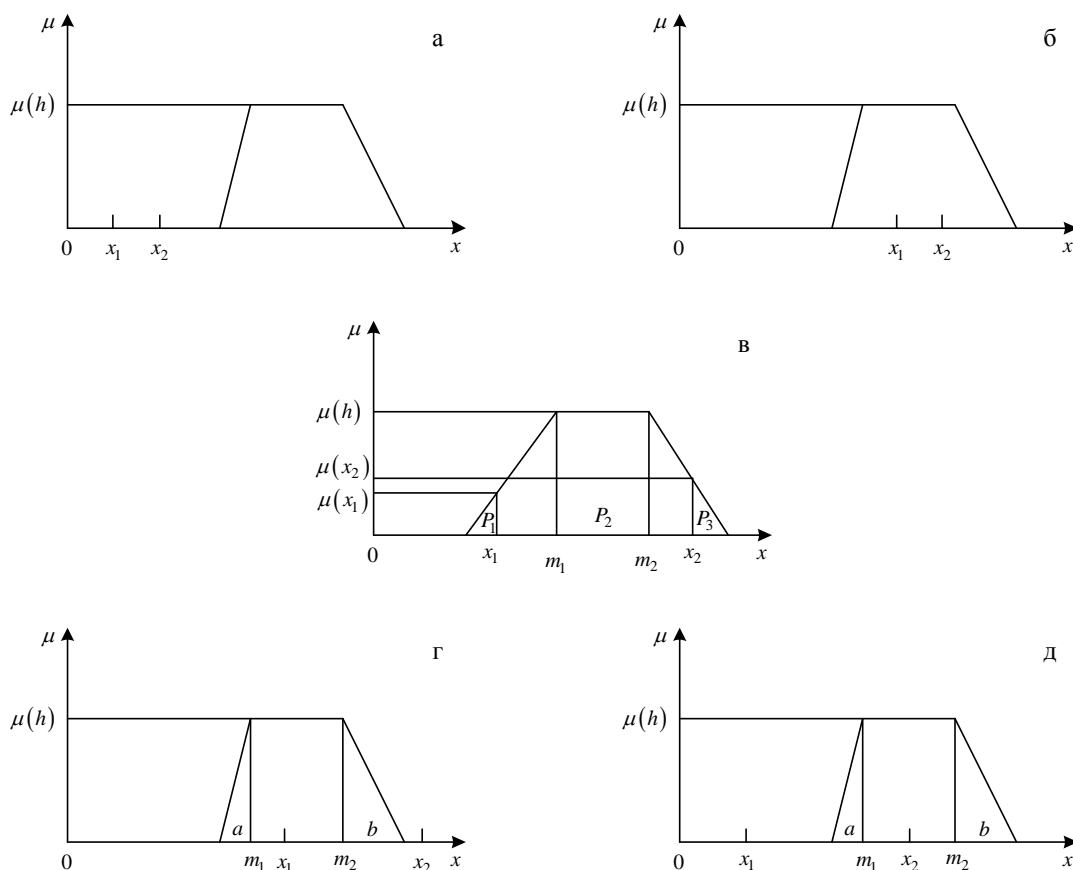 μ а
μ(h)
0 x₁ x₂ x
μ б
μ(h)
0 x₁ x₂ x
μ в
μ(h)
μ(x₂)
μ(x₁)
P₁ P₂ P₃
0 x₁ m₁ m₂ x₂ x
μ г
μ(h)
a b
0 m₁ x₁ m₂ x₂ x
μ д
μ(h)
a b
0 x₁ m₁ x₂ m₂ x